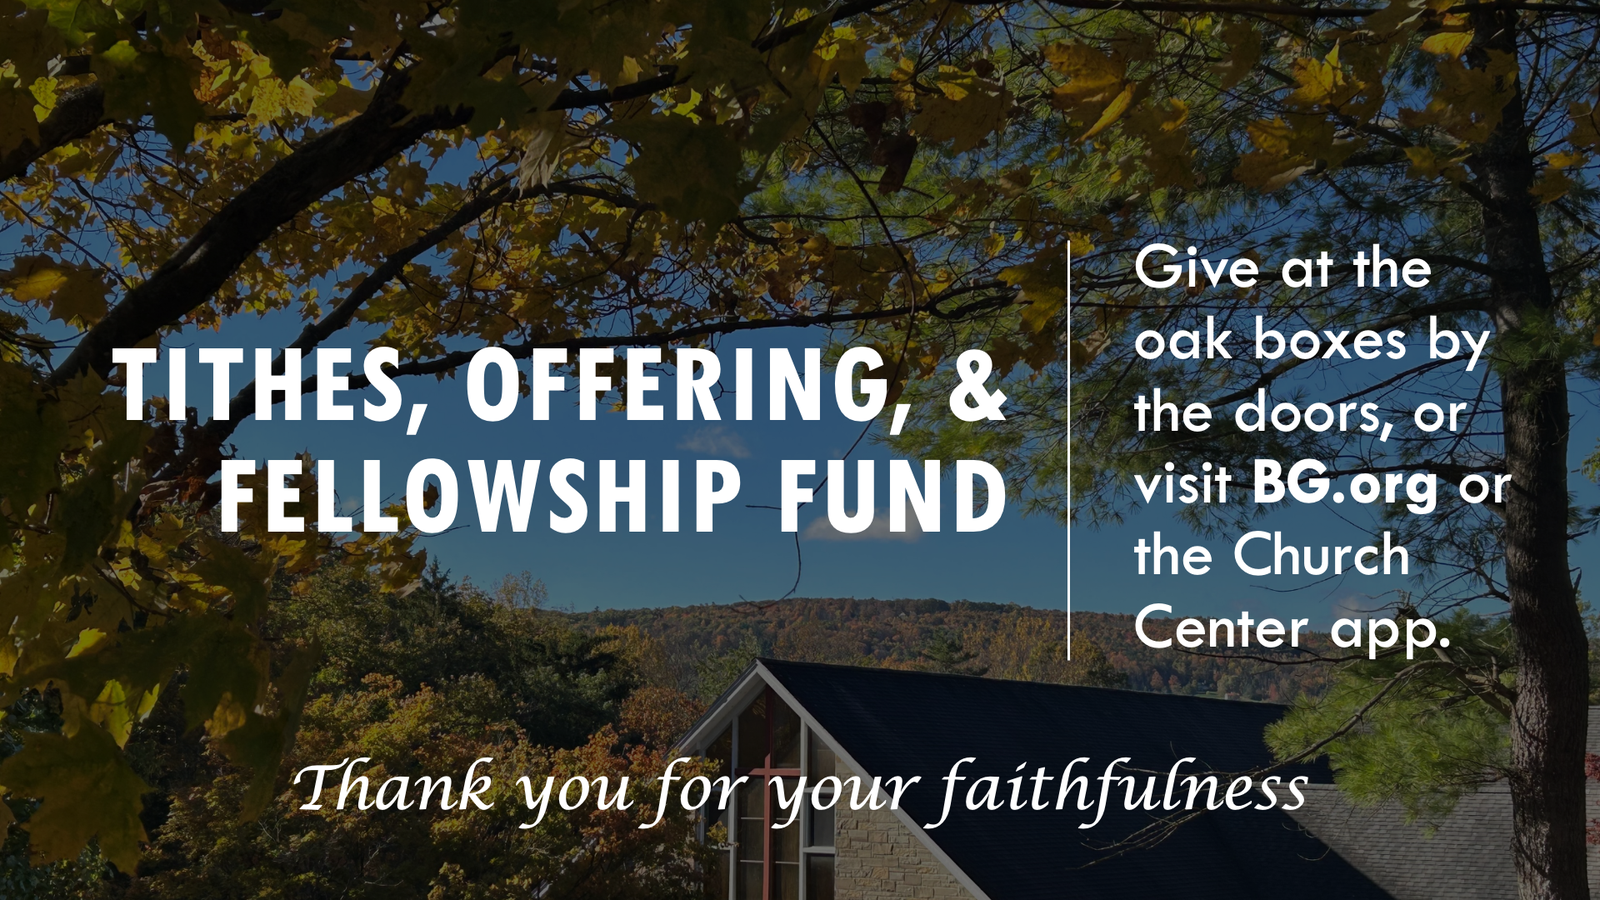 TITHES, OFFERING, &
FELLOWSHIP FUND
Give at the
oak boxes by
the doors, or
visit BG.org or
the Church
Center app.
Thank you for your faithfulness